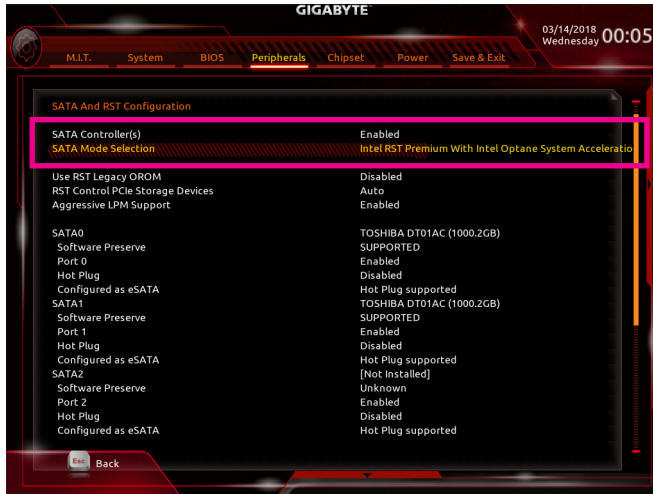 GIGABYTE™
03/14/2018
Wednesday 00:05
M.I.T. System BIOS Peripherals Chipset Power Save & Exit
SATA And RST Configuration
SATA Controller(s) Enabled
SATA Mode Selection Intel RST Premium With Intel Optane System Acceleratio
Use RST Legacy OROM Disabled
RST Control PCIe Storage Devices Auto
Aggressive LPM Support Enabled
SATA0 TOSHIBA DT01AC (1000.2GB)
Software Preserve SUPPORTED
Port 0 Enabled
Hot Plug Disabled
Configured as eSATA Hot Plug supported
SATA1 TOSHIBA DT01AC (1000.2GB)
Software Preserve SUPPORTED
Port 1 Enabled
Hot Plug Disabled
Configured as eSATA Hot Plug supported
SATA2 [Not Installed]
Software Preserve Unknown
Port 2 Enabled
Hot Plug Disabled
Configured as eSATA Hot Plug supported
Esc Back